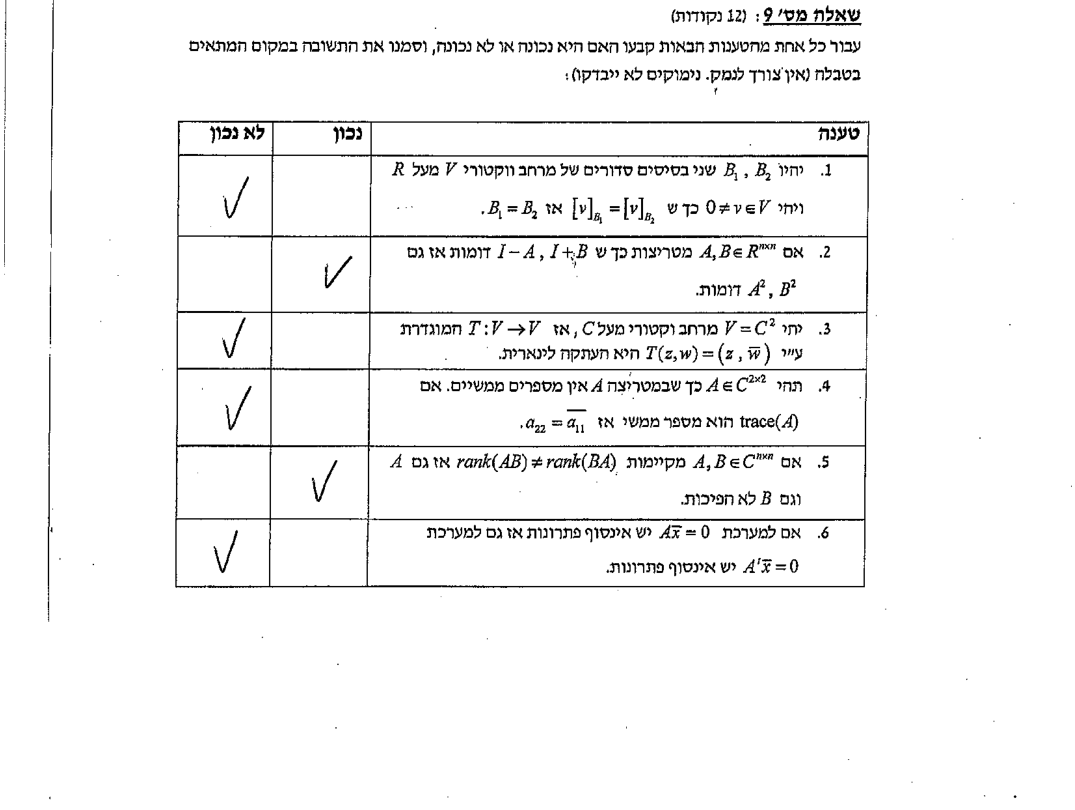 שאלה מס' 9 : (12 נקודות)
עבור כל אחת מהטענות הבאות קבעו האם היא נכונה או לא נכונה, וסמנו את התשובה במקום המתאים
בטבלה (אין צורך לנמק. נימוקים לא ייבדקו):
טענה נכון לא נכון
1. יהיו B₁ , B₂ שני בסיסים סדורים של מרחב ווקטורי V מעל R
ויהי 0≠v∈V כך ש [v]_{B₁} = [v]_{B₂} אז B₁ = B₂. ✓
2. אם A,B∈R^{n×n} מטריצות כך ש I−A , I+B דומות אז גם
A² , B² דומות. ✓
3. יהי V=C² מרחב וקטורי מעל C, אז T:V→V המוגדרת
ע"י T(z,w)=(z , w̅) היא העתקה לינארית. ✓
4. תהי A∈C^{2×2} כך שבמטריצה A אין מספרים ממשיים. אם
trace(A) הוא מספר ממשי אז a₂₂ = \overline{a₁₁}. ✓
5. אם A,B∈C^{n×n} מקיימות rank(AB)≠rank(BA) אז גם A
וגם B לא הפיכות. ✓
6. אם למערכת Ax̅=0 יש אינסוף פתרונות אז גם למערכת
A^t x̅=0 יש אינסוף פתרונות. ✓